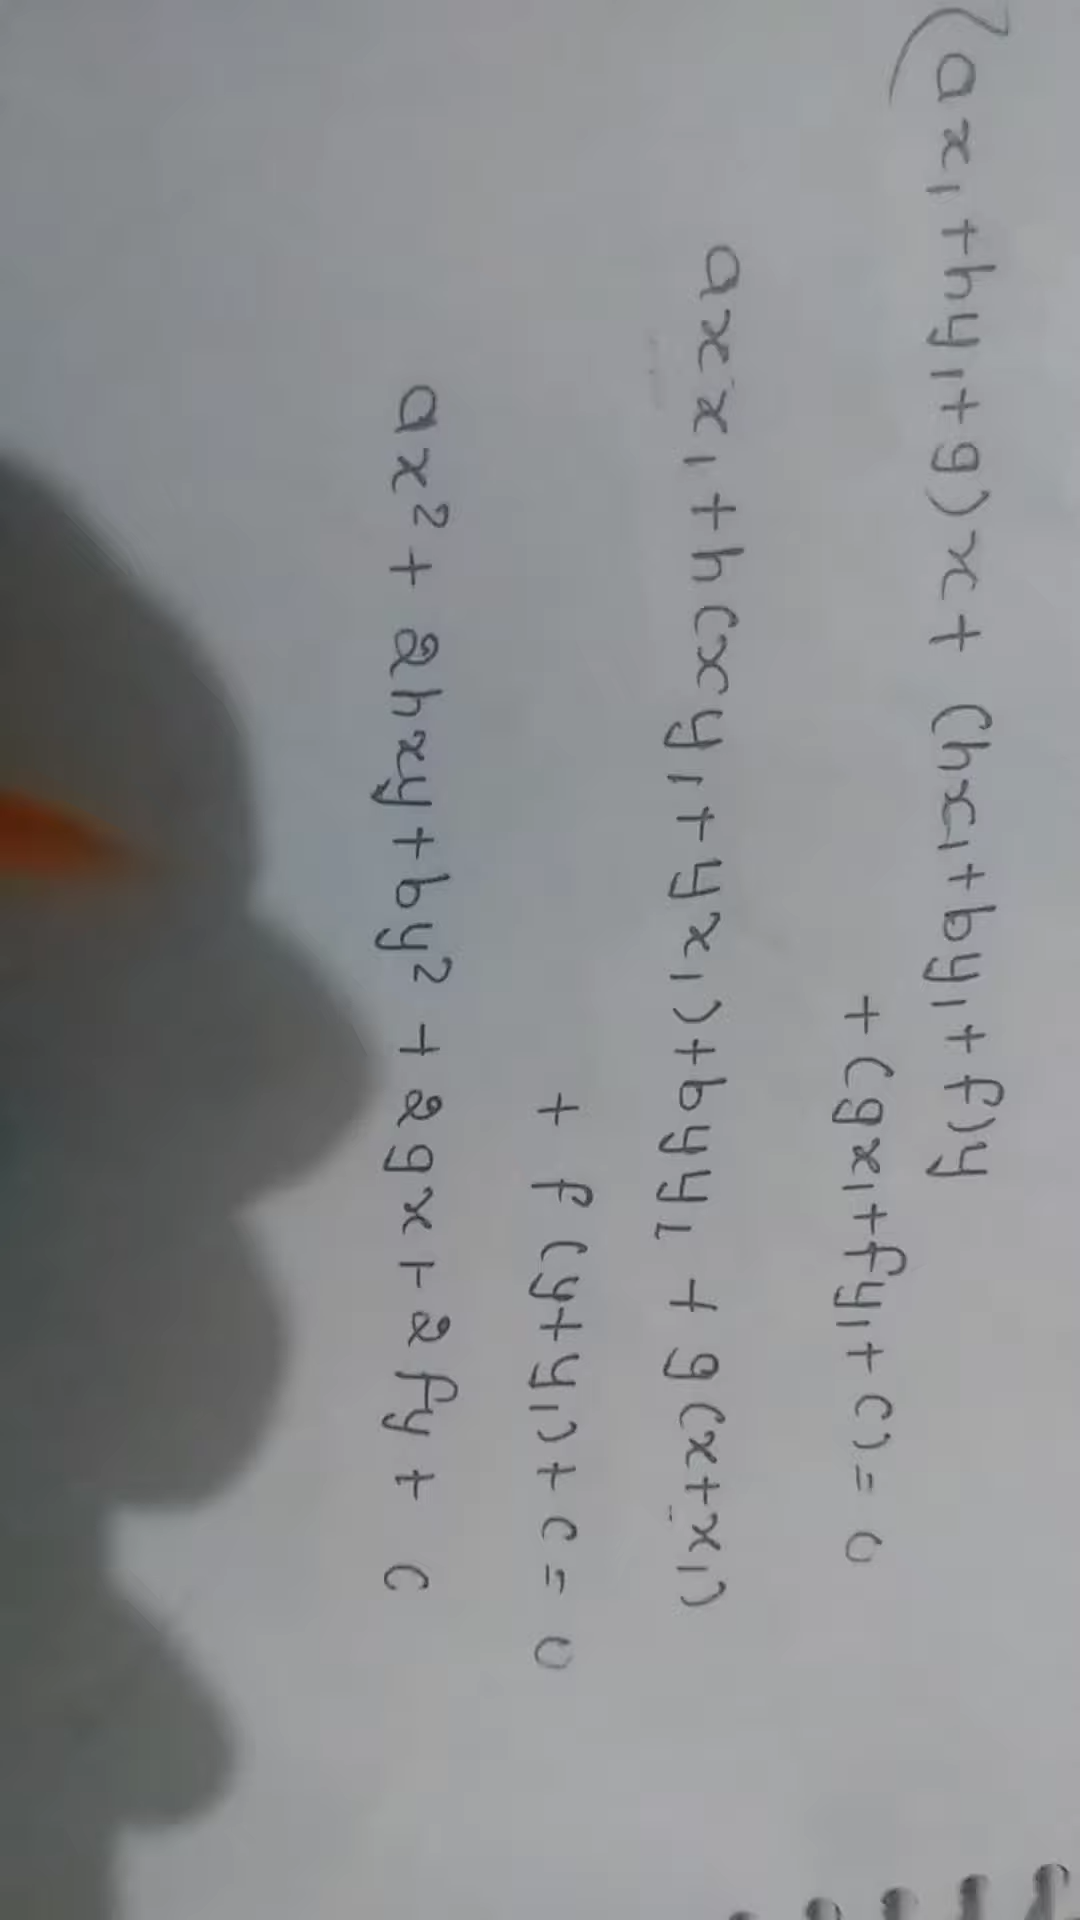 (ax₁+hy₁+g)x+ (hx₁+by₁+f)y
+(gx₁+fy₁+c)=0
axx₁+h(xy₁+yx₁)+byy₁+g(x+x₁)
+ f(y+y₁)+c=0
ax²+2hxy+by²+2gx+2fy+c